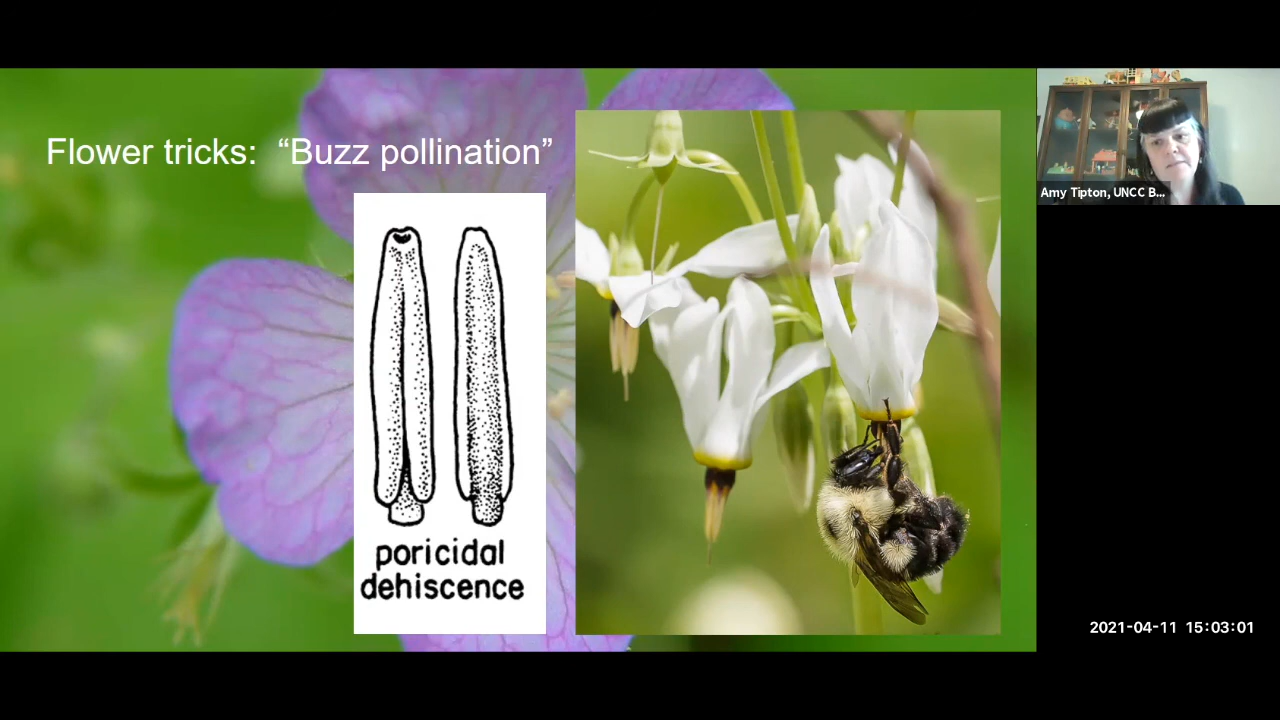 Flower tricks:  “Buzz pollination”
poricidal
dehiscence
Amy Tipton, UNCC B...
2021-04-11 15:03:01